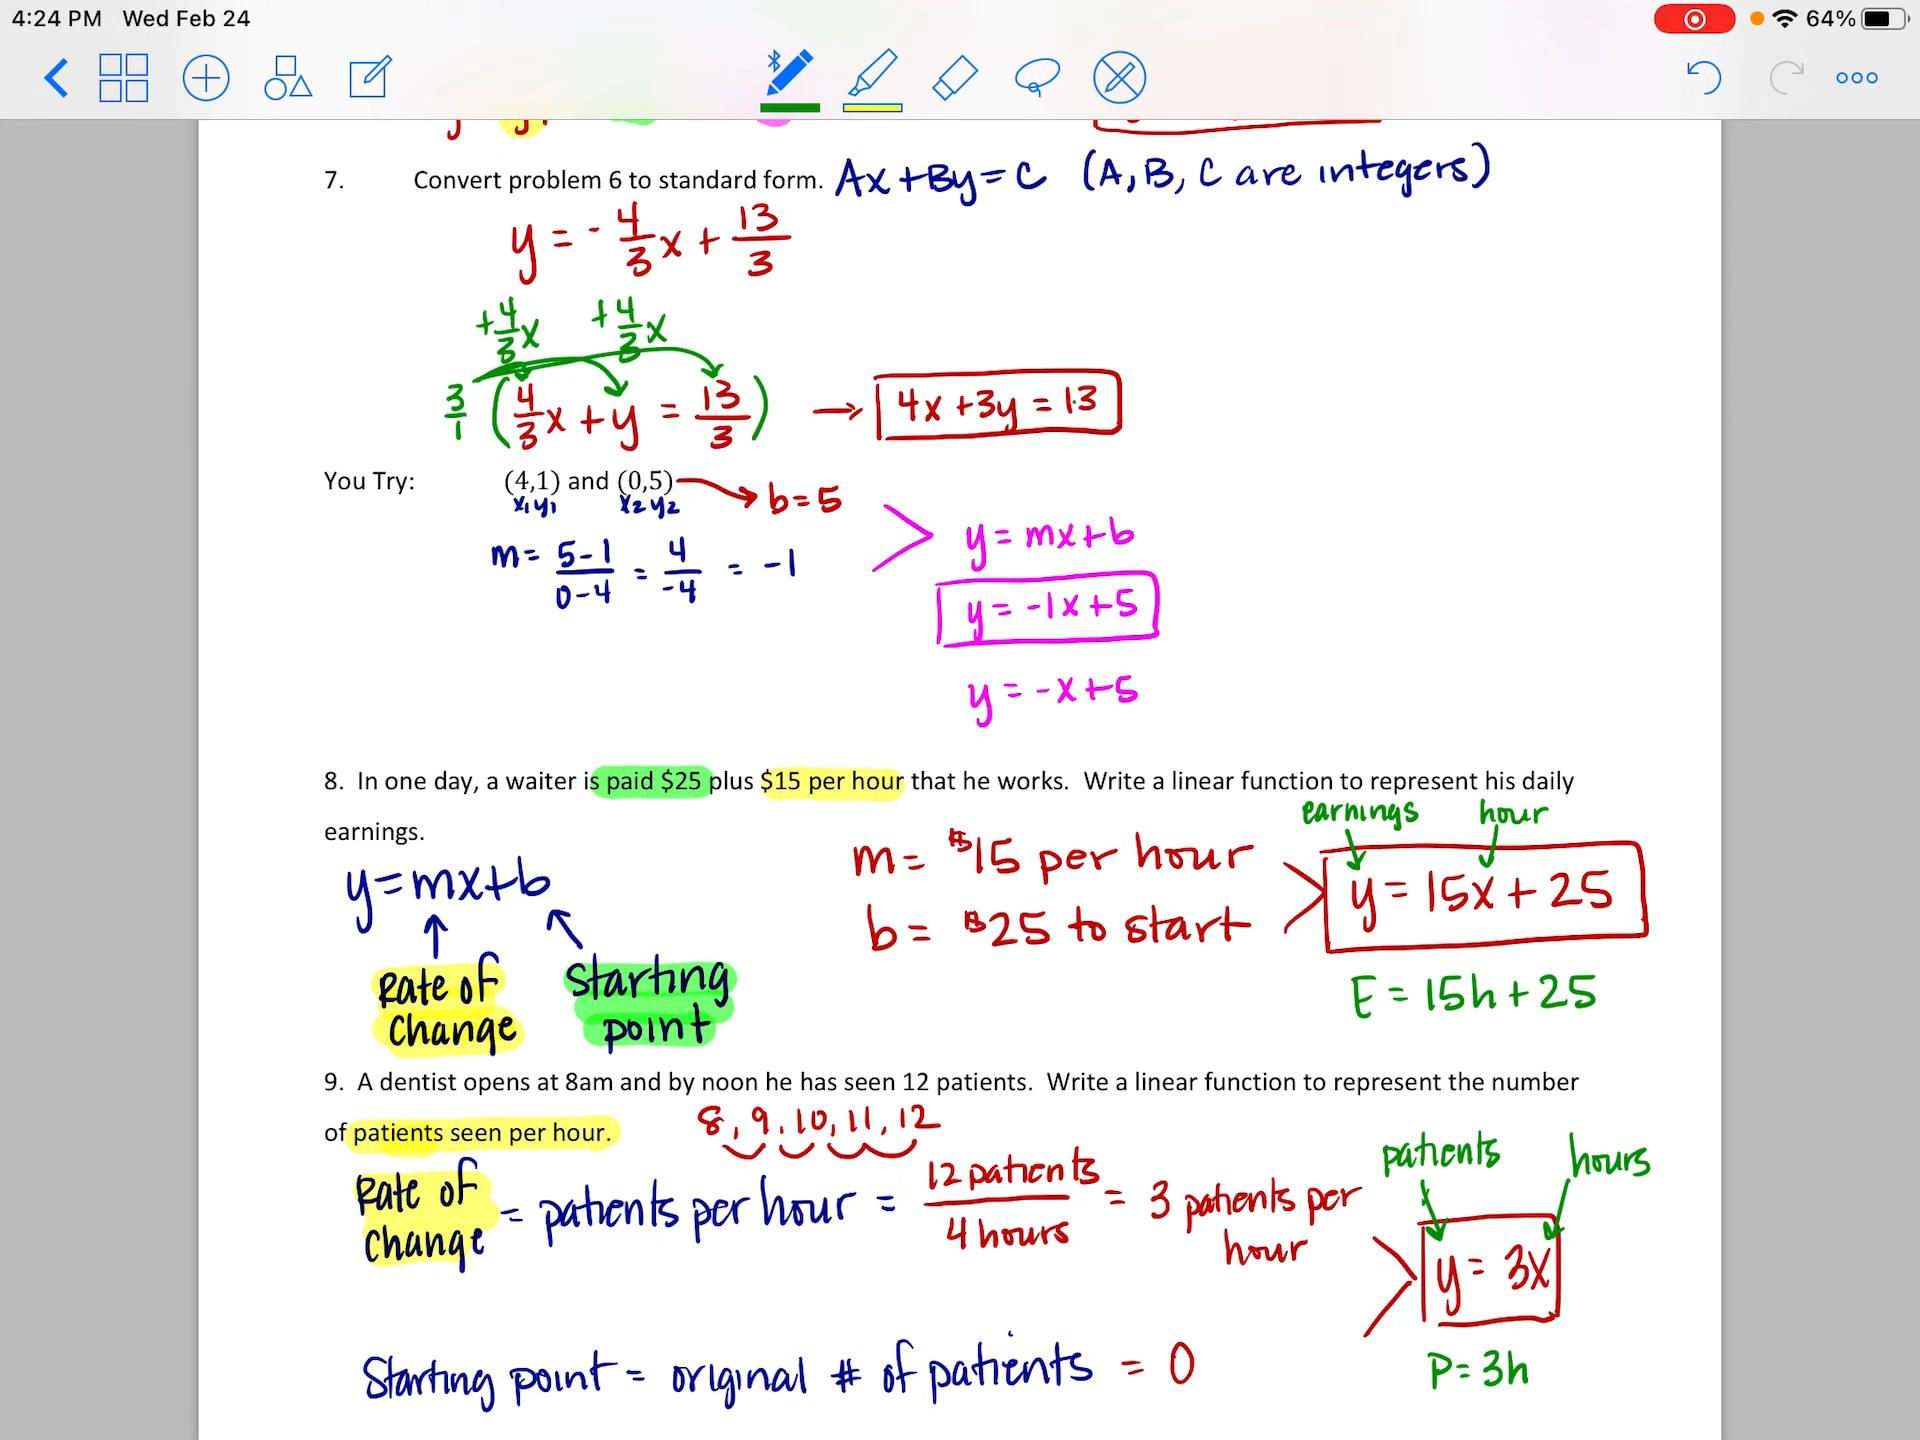 4:24 PM Wed Feb 24
64%
7. Convert problem 6 to standard form. Ax + By = C (A, B, C are integers)
y = -4/3x + 13/3
+4/3x +4/3x
3/1 (4/3x + y = 13/3) → 4x + 3y = 13
You Try: (4,1) and (0,5) → b = 5
x₁ y₁ x₂ y₂
m = 5-1/0-4 = 4/-4 = -1
y = mx + b
y = -1x + 5
y = -x + 5
8. In one day, a waiter is paid $25 plus $15 per hour that he works. Write a linear function to represent his daily
earnings.
earnings hour
y = mx + b
m = $15 per hour
b = $25 to start
y = 15x + 25
Rate of Change
Starting point
E = 15h + 25
9. A dentist opens at 8am and by noon he has seen 12 patients. Write a linear function to represent the number
of patients seen per hour.
8, 9, 10, 11, 12
Rate of Change = patients per hour = 12 patients/4 hours = 3 patients per hour
patients hours
y = 3x
Starting point = original # of patients = 0
P = 3h